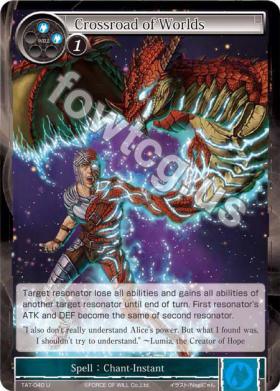 Crossroad of Worlds
WILL
1
fowtcgrus
Target resonator lose all abilities and gains all abilities of
another target resonator until end of turn. First resonator's
ATK and DEF become the same of second resonator.
"I also don't really understand Alice's power. But what I found was,
I shouldn't try to understand." ~Lumia, the Creator of Hope
Spell : Chant-Instant
TAT-040 U
©FORCE OF WILL Co.,Ltd.